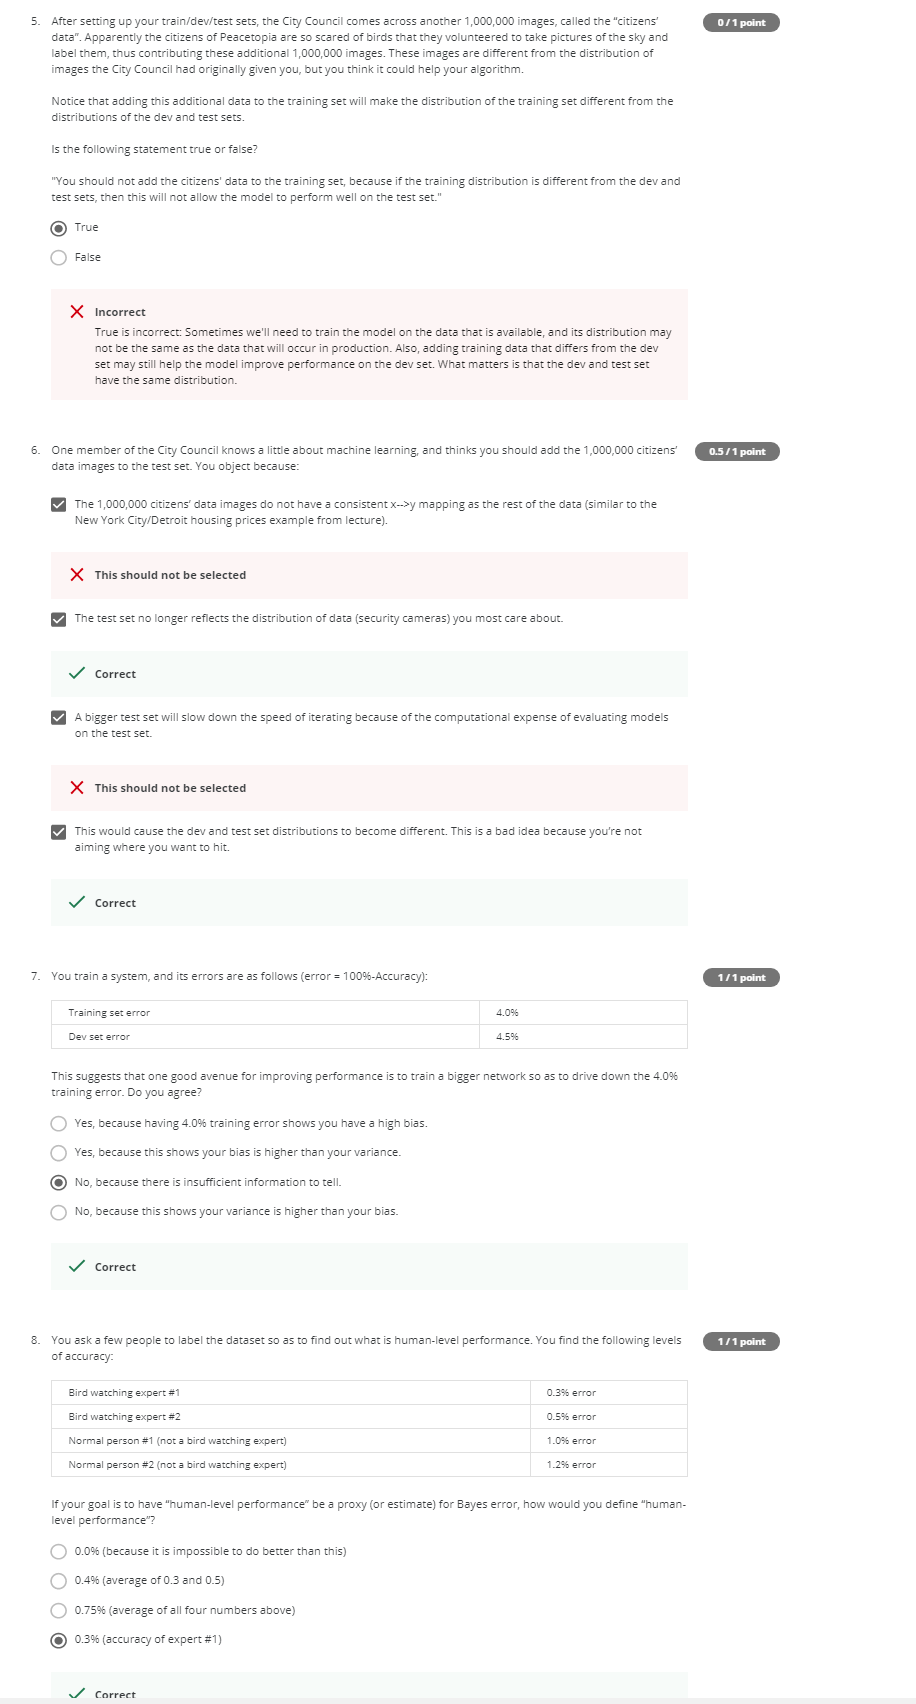 5. After setting up your train/dev/test sets, the City Council comes across another 1,000,000 images, called the "citizens'
data". Apparently the citizens of Peacetopia are so scared of birds that they volunteered to take pictures of the sky and
label them, thus contributing these additional 1,000,000 images. These images are different from the distribution of
images the City Council had originally given you, but you think it could help your algorithm.
0 / 1 point
Notice that adding this additional data to the training set will make the distribution of the training set different from the
distributions of the dev and test sets.
Is the following statement true or false?
"You should not add the citizens' data to the training set, because if the training distribution is different from the dev and
test sets, then this will not allow the model to perform well on the test set."
True
False
Incorrect
True is incorrect: Sometimes we'll need to train the model on the data that is available, and its distribution may
not be the same as the data that will occur in production. Also, adding training data that differs from the dev
set may still help the model improve performance on the dev set. What matters is that the dev and test set
have the same distribution.
6. One member of the City Council knows a little about machine learning, and thinks you should add the 1,000,000 citizens'
data images to the test set. You object because:
0.5 / 1 point
The 1,000,000 citizens' data images do not have a consistent x-->y mapping as the rest of the data (similar to the
New York City/Detroit housing prices example from lecture).
This should not be selected
The test set no longer reflects the distribution of data (security cameras) you most care about.
Correct
A bigger test set will slow down the speed of iterating because of the computational expense of evaluating models
on the test set.
This should not be selected
This would cause the dev and test set distributions to become different. This is a bad idea because you're not
aiming where you want to hit.
Correct
7. You train a system, and its errors are as follows (error = 100%-Accuracy):
1 / 1 point
Training set error 4.0%
Dev set error 4.5%
This suggests that one good avenue for improving performance is to train a bigger network so as to drive down the 4.0%
training error. Do you agree?
Yes, because having 4.0% training error shows you have a high bias.
Yes, because this shows your bias is higher than your variance.
No, because there is insufficient information to tell.
No, because this shows your variance is higher than your bias.
Correct
8. You ask a few people to label the dataset so as to find out what is human-level performance. You find the following levels
of accuracy:
1 / 1 point
Bird watching expert #1 0.3% error
Bird watching expert #2 0.5% error
Normal person #1 (not a bird watching expert) 1.0% error
Normal person #2 (not a bird watching expert) 1.2% error
If your goal is to have "human-level performance" be a proxy (or estimate) for Bayes error, how would you define "human-
level performance"?
0.0% (because it is impossible to do better than this)
0.4% (average of 0.3 and 0.5)
0.75% (average of all four numbers above)
0.3% (accuracy of expert #1)
Correct